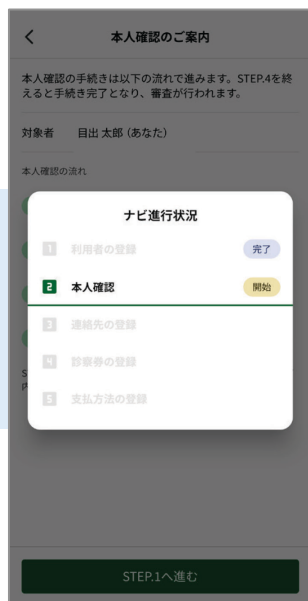 本人確認のご案内
本人確認の手続きは以下の流れで進みます。STEP.4を終
えると手続き完了となり、審査が行われます。
対象者 目出 太郎 (あなた)
本人確認の流れ
ナビ進行状況
1 利用者の登録 完了
2 本人確認 開始
3 連絡先の登録
4 診察券の登録
5 支払方法の登録
STEP.1へ進む